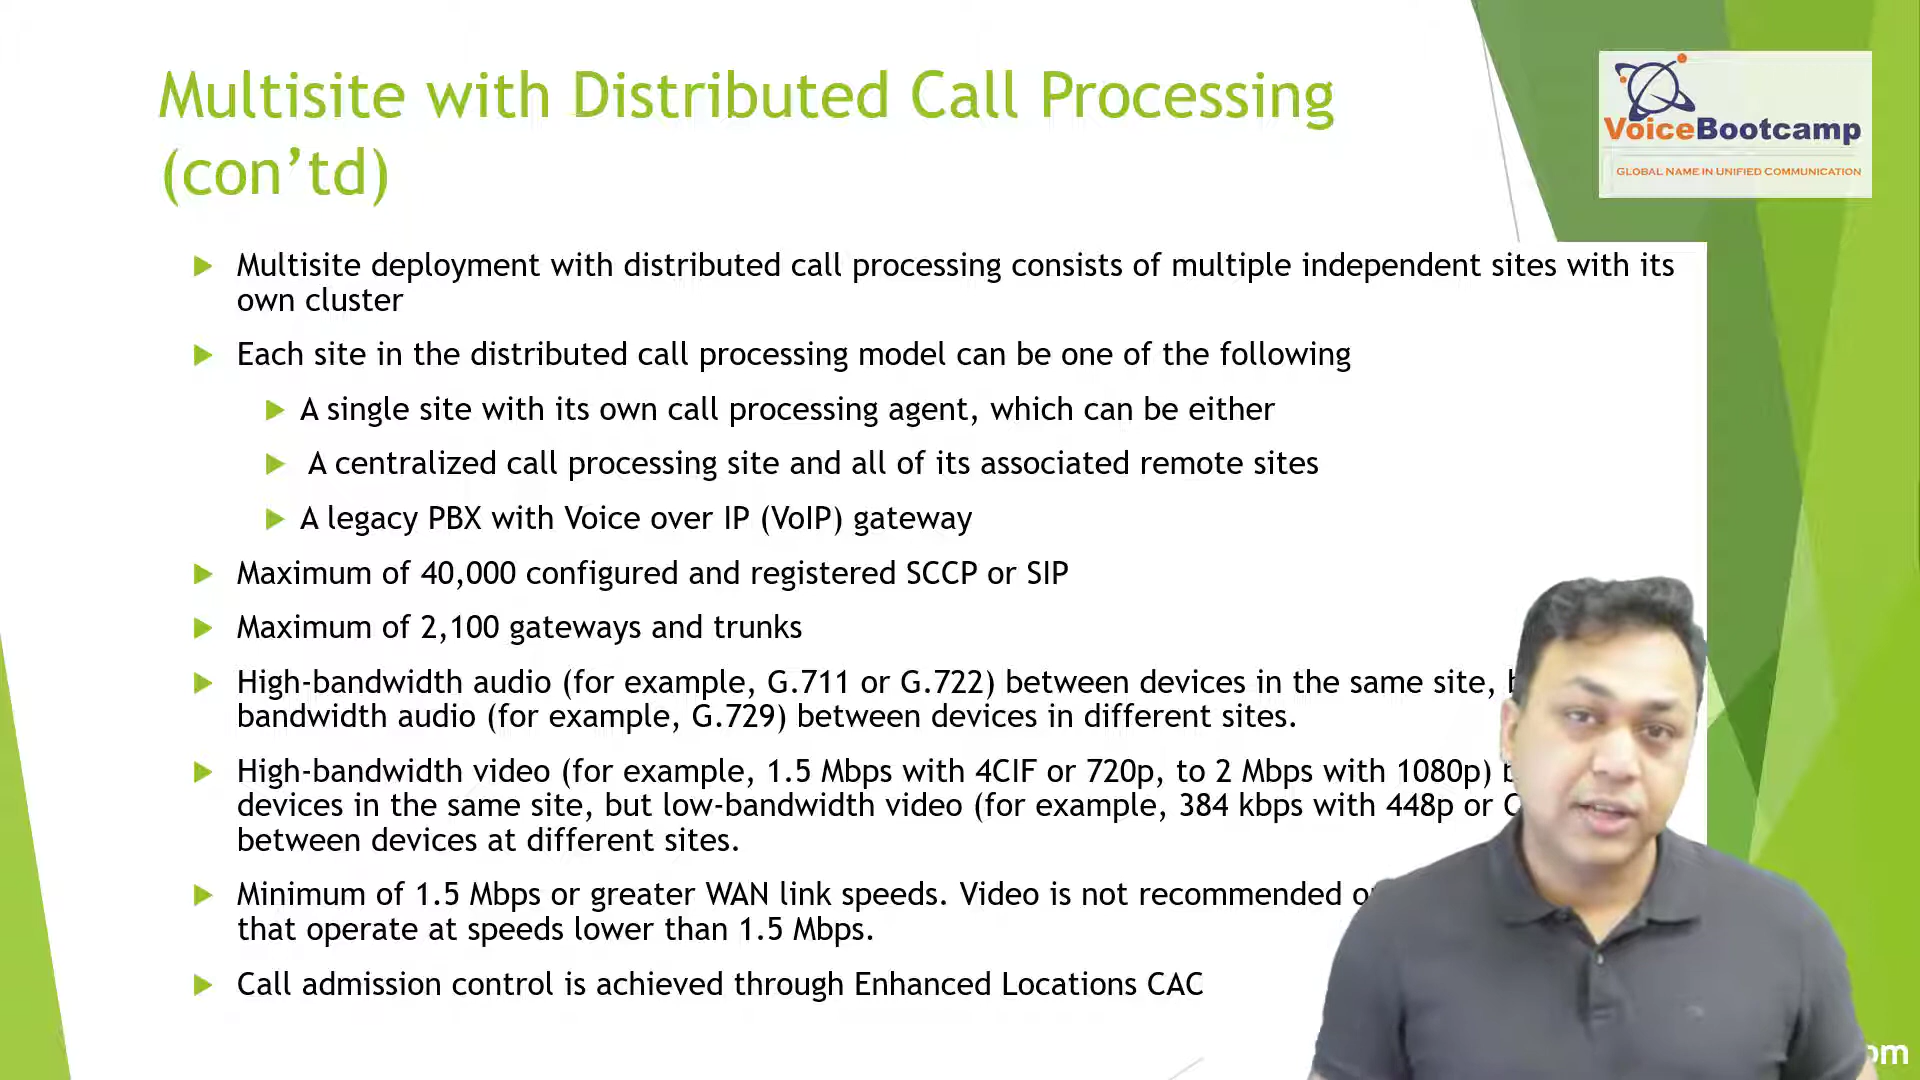 Multisite with Distributed Call Processing
(con’td)
VoiceBootcamp
GLOBAL NAME IN UNIFIED COMMUNICATION
Multisite deployment with distributed call processing consists of multiple independent sites with its
own cluster
Each site in the distributed call processing model can be one of the following
A single site with its own call processing agent, which can be either
A centralized call processing site and all of its associated remote sites
A legacy PBX with Voice over IP (VoIP) gateway
Maximum of 40,000 configured and registered SCCP or SIP
Maximum of 2,100 gateways and trunks
High-bandwidth audio (for example, G.711 or G.722) between devices in the same site,
bandwidth audio (for example, G.729) between devices in different sites.
High-bandwidth video (for example, 1.5 Mbps with 4CIF or 720p, to 2 Mbps with 1080p)
devices in the same site, but low-bandwidth video (for example, 384 kbps with 448p or
between devices at different sites.
Minimum of 1.5 Mbps or greater WAN link speeds. Video is not recommended
that operate at speeds lower than 1.5 Mbps.
Call admission control is achieved through Enhanced Locations CAC